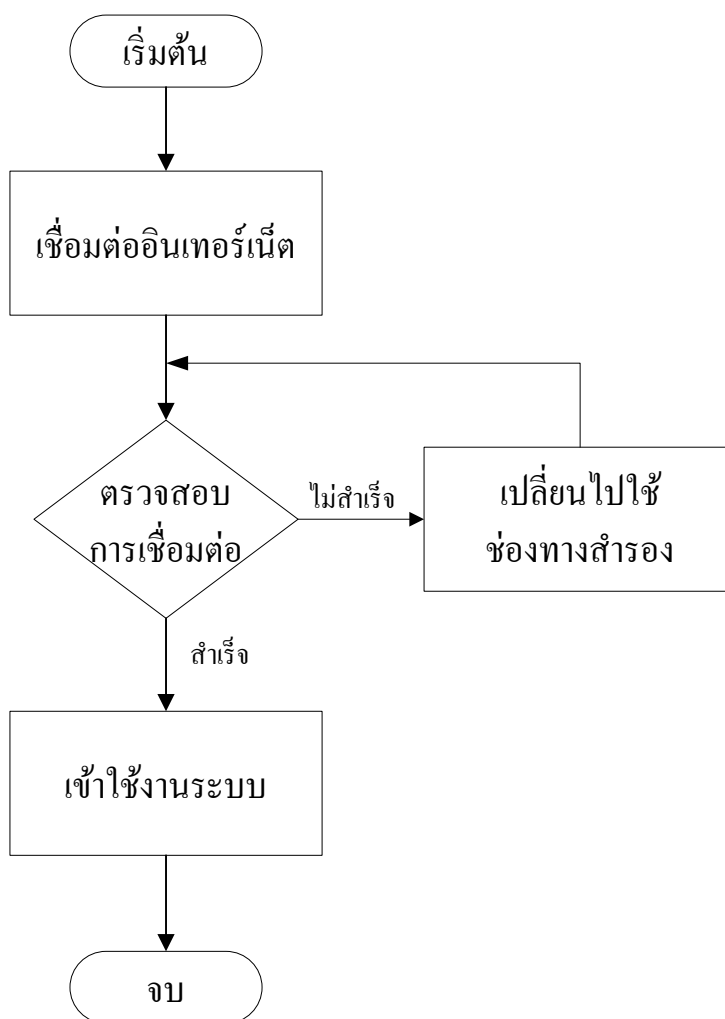 เริ่มต้น
เชื่อมต่ออินเทอร์เน็ต
ตรวจสอบ
การเชื่อมต่อ
ไม่สำเร็จ
เปลี่ยนไปใช้
ช่องทางสำรอง
สำเร็จ
เข้าใช้งานระบบ
จบ